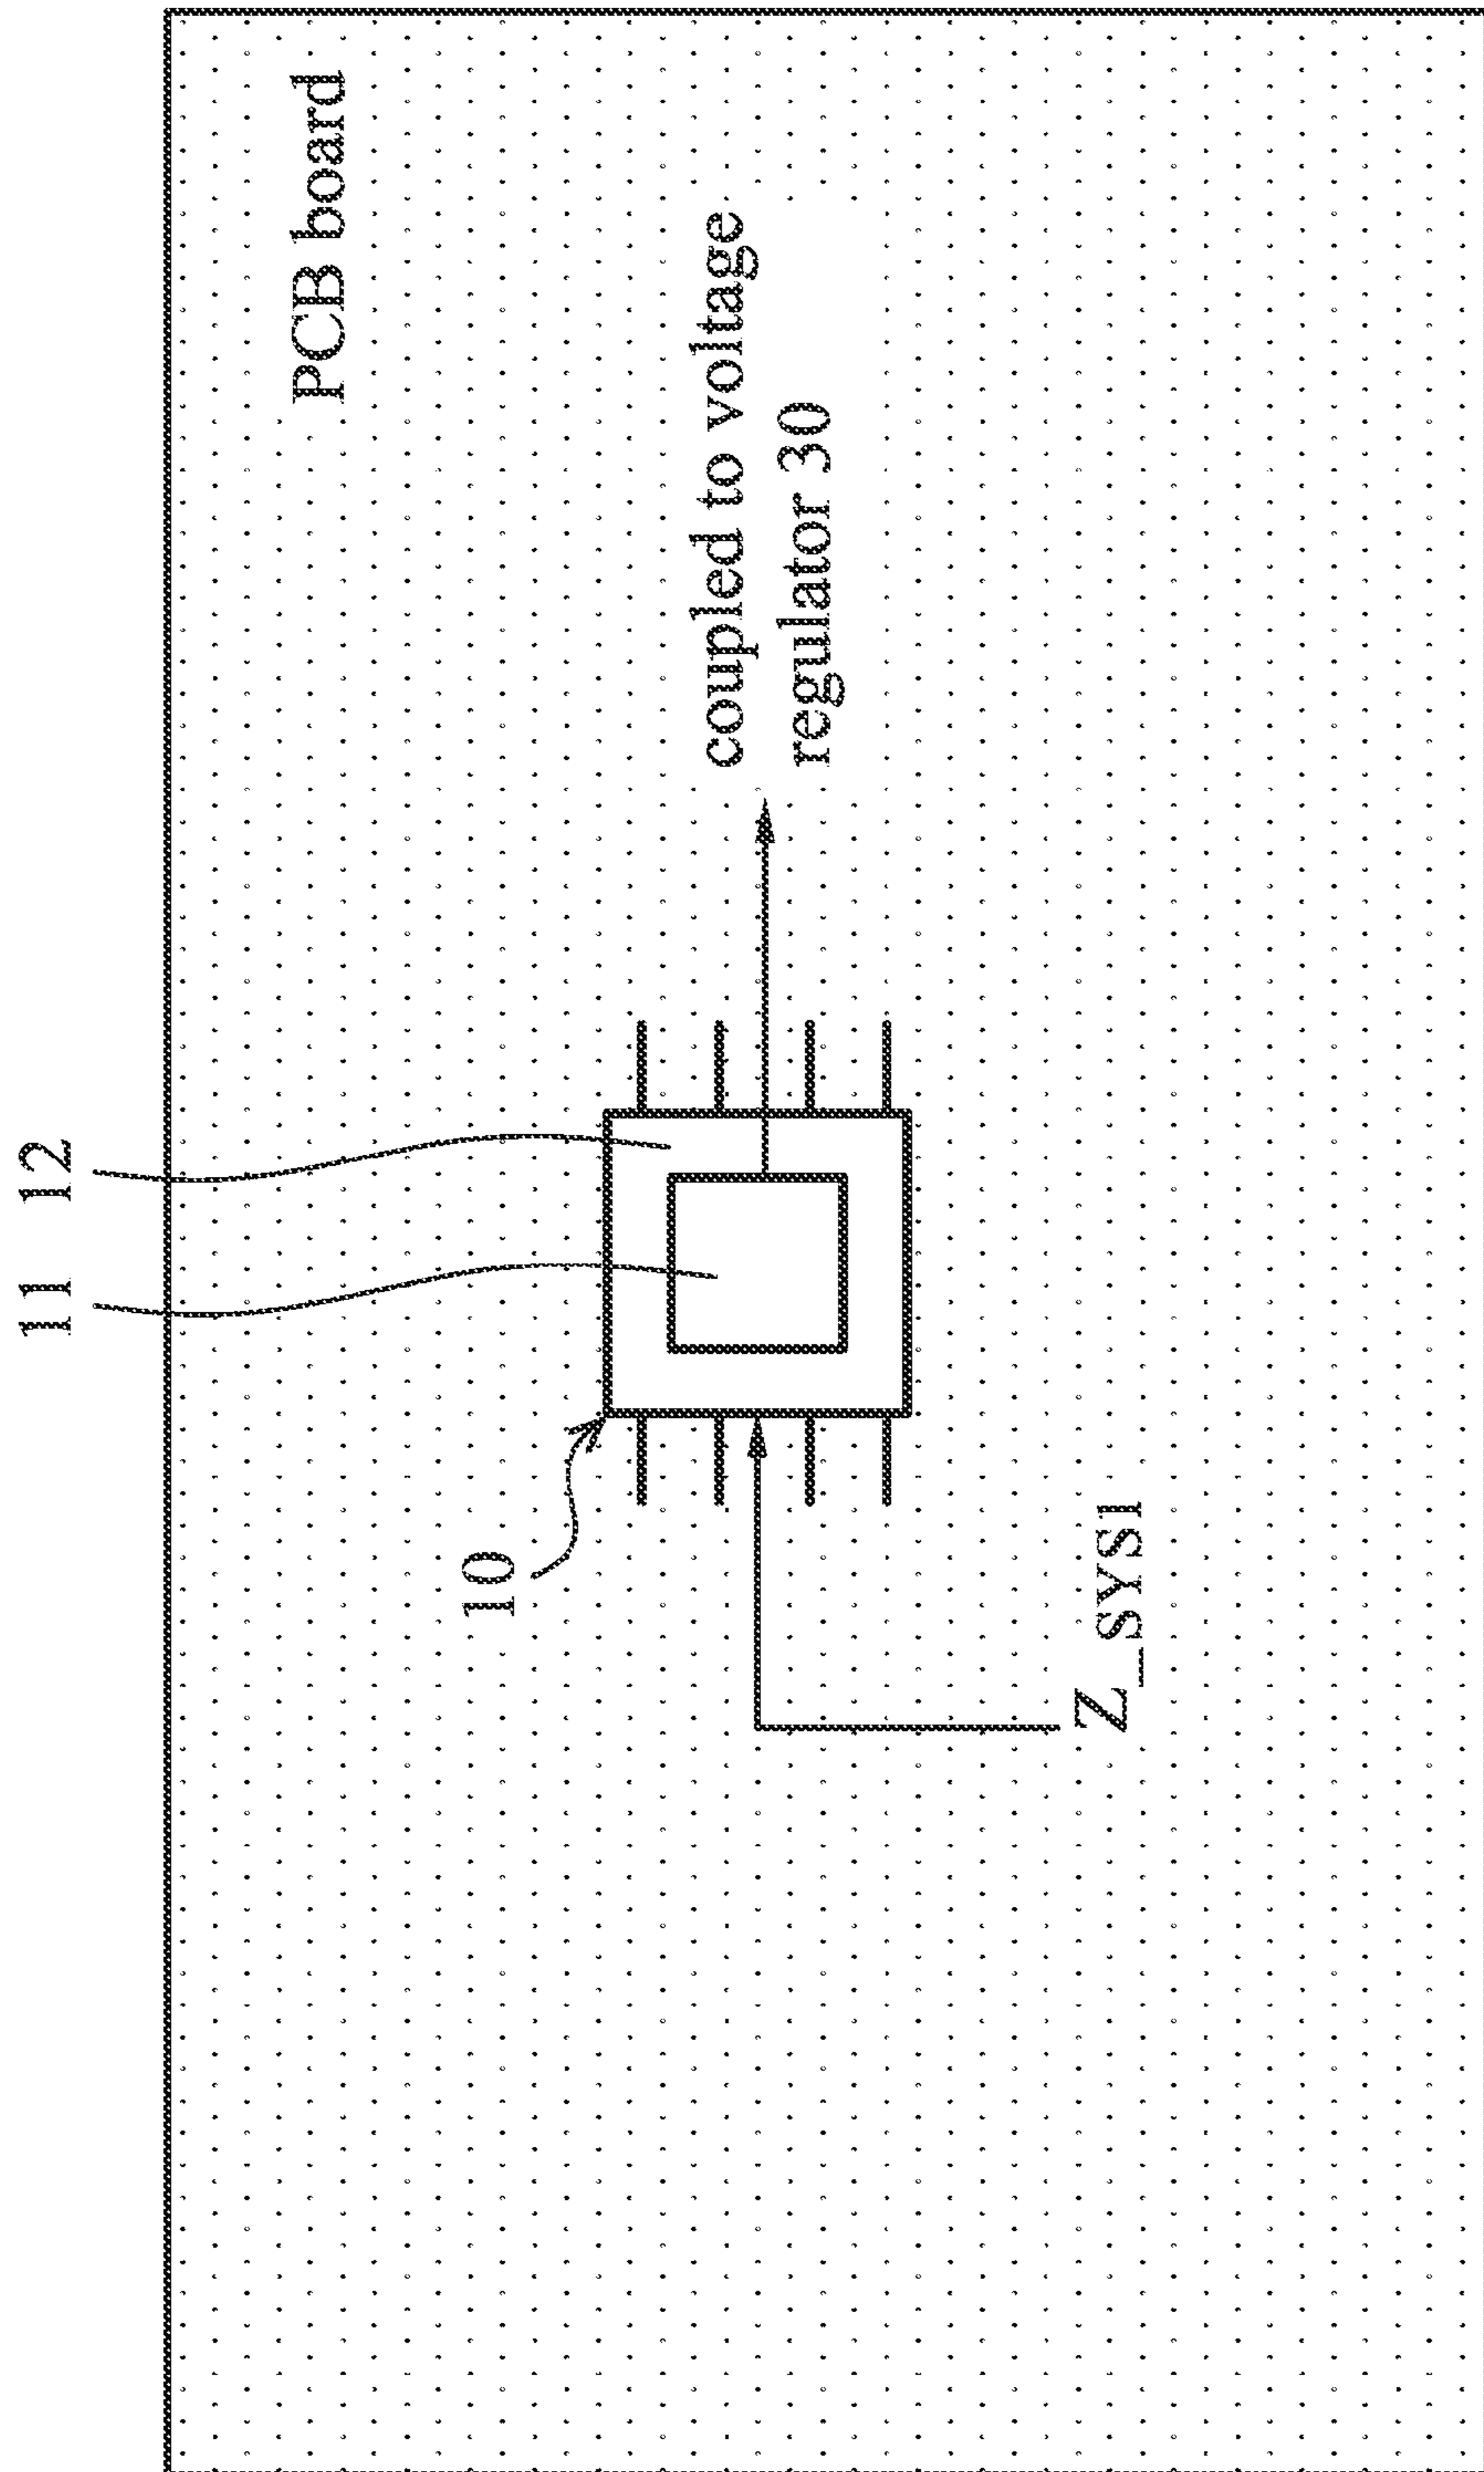 11
12
PCB board
10
coupled to voltage
regulator 30
Z_SYS1